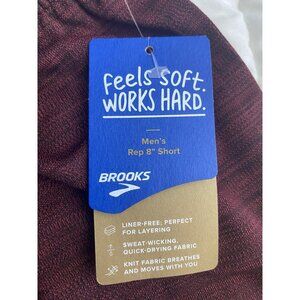 feels soft.
WORKS HARD.
Men's
Rep 8" Short
BROOKS
LINER-FREE, PERFECT
FOR LAYERING
SWEAT-WICKING,
QUICK-DRYING FABRIC
KNIT FABRIC BREATHES
AND MOVES WITH YOU